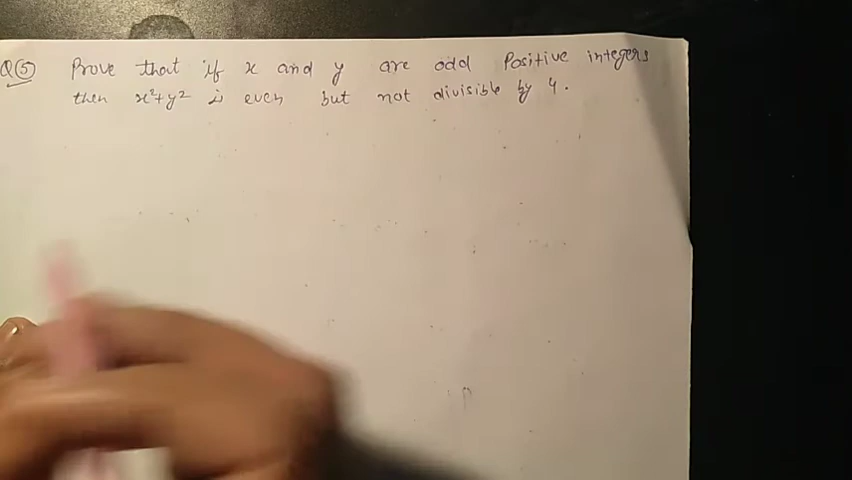 Q⑤ Prove that if x and y are odd Positive integers
then x²+y² is even but not divisible by 4.